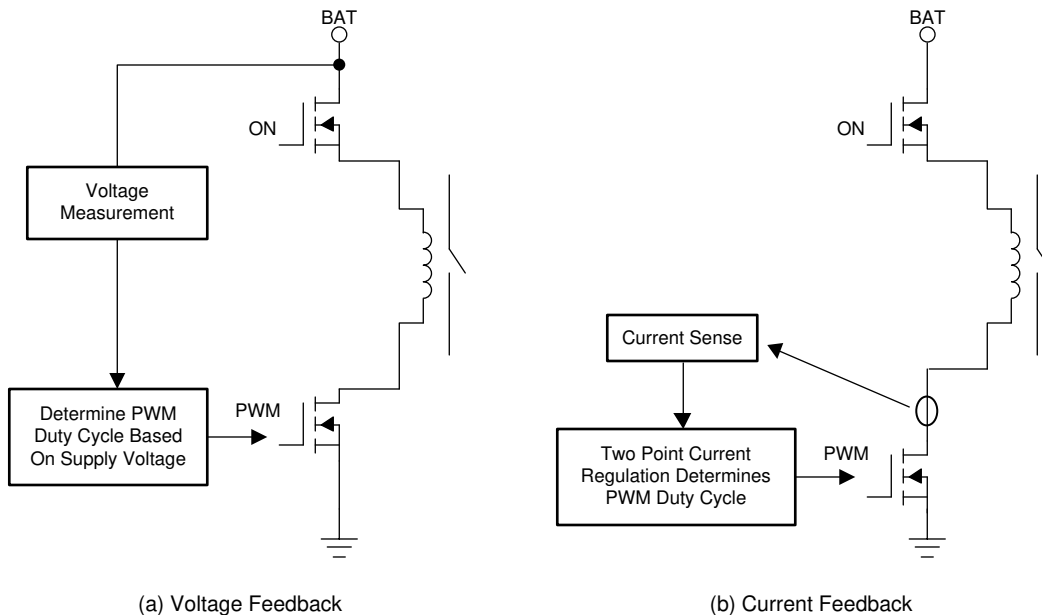 BAT
ON
Voltage
Measurement
Determine PWM
Duty Cycle Based
On Supply Voltage
PWM
(a) Voltage Feedback
BAT
ON
Current Sense
Two Point Current
Regulation Determines
PWM Duty Cycle
PWM
(b) Current Feedback